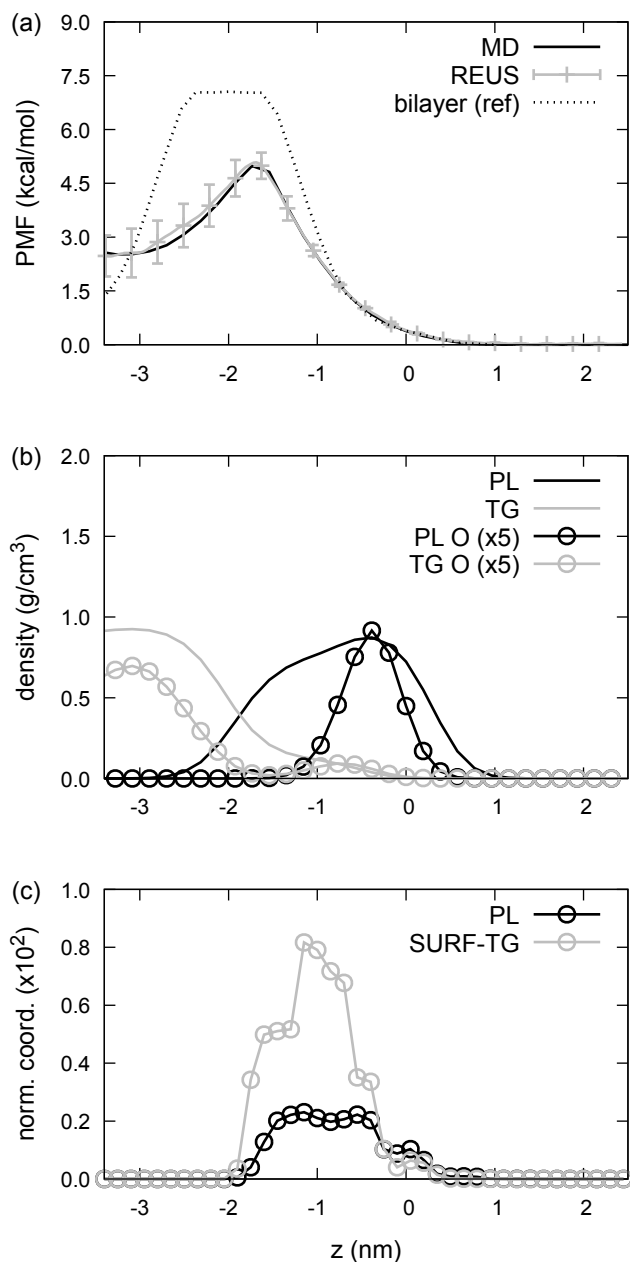 (a)
9.0
7.5
6.0
4.5
3.0
1.5
0.0
PMF (kcal/mol)
MD
REUS
bilayer (ref)
-3 -2 -1 0 1 2
(b)
2.0
1.5
1.0
0.5
0.0
density (g/cm³)
PL
TG
PL O (x5)
TG O (x5)
-3 -2 -1 0 1 2
(c)
1.0
0.8
0.6
0.4
0.2
0.0
norm. coord. (x10²)
PL
SURF-TG
-3 -2 -1 0 1 2
z (nm)